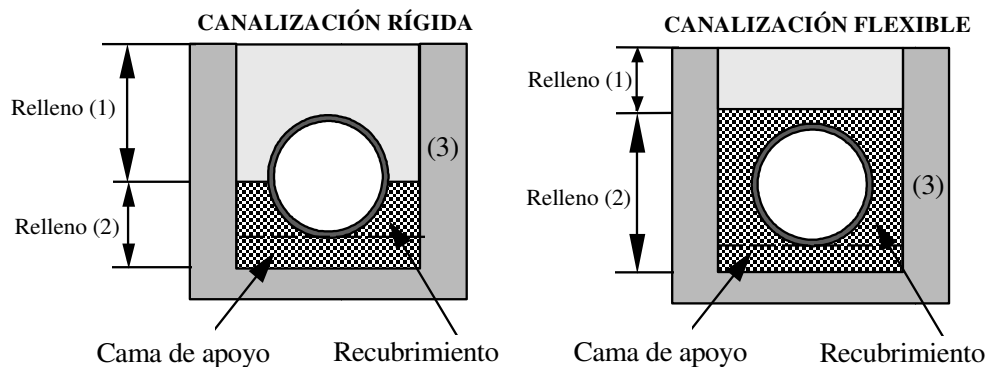 CANALIZACIÓN RÍGIDA
Relleno (1)
(3)
Relleno (2)
Cama de apoyo
Recubrimiento
CANALIZACIÓN FLEXIBLE
Relleno (1)
Relleno (2)
(3)
Cama de apoyo
Recubrimiento